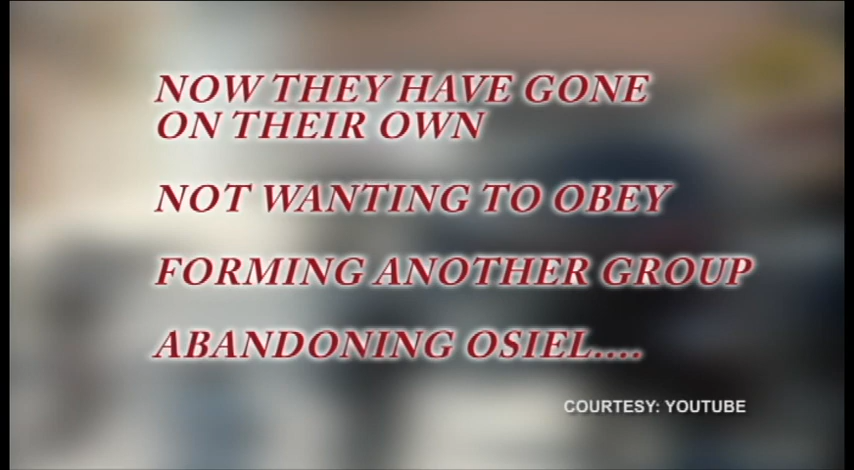 NOW THEY HAVE GONE
ON THEIR OWN
NOT WANTING TO OBEY
FORMING ANOTHER GROUP
ABANDONING OSIEL....
COURTESY: YOUTUBE